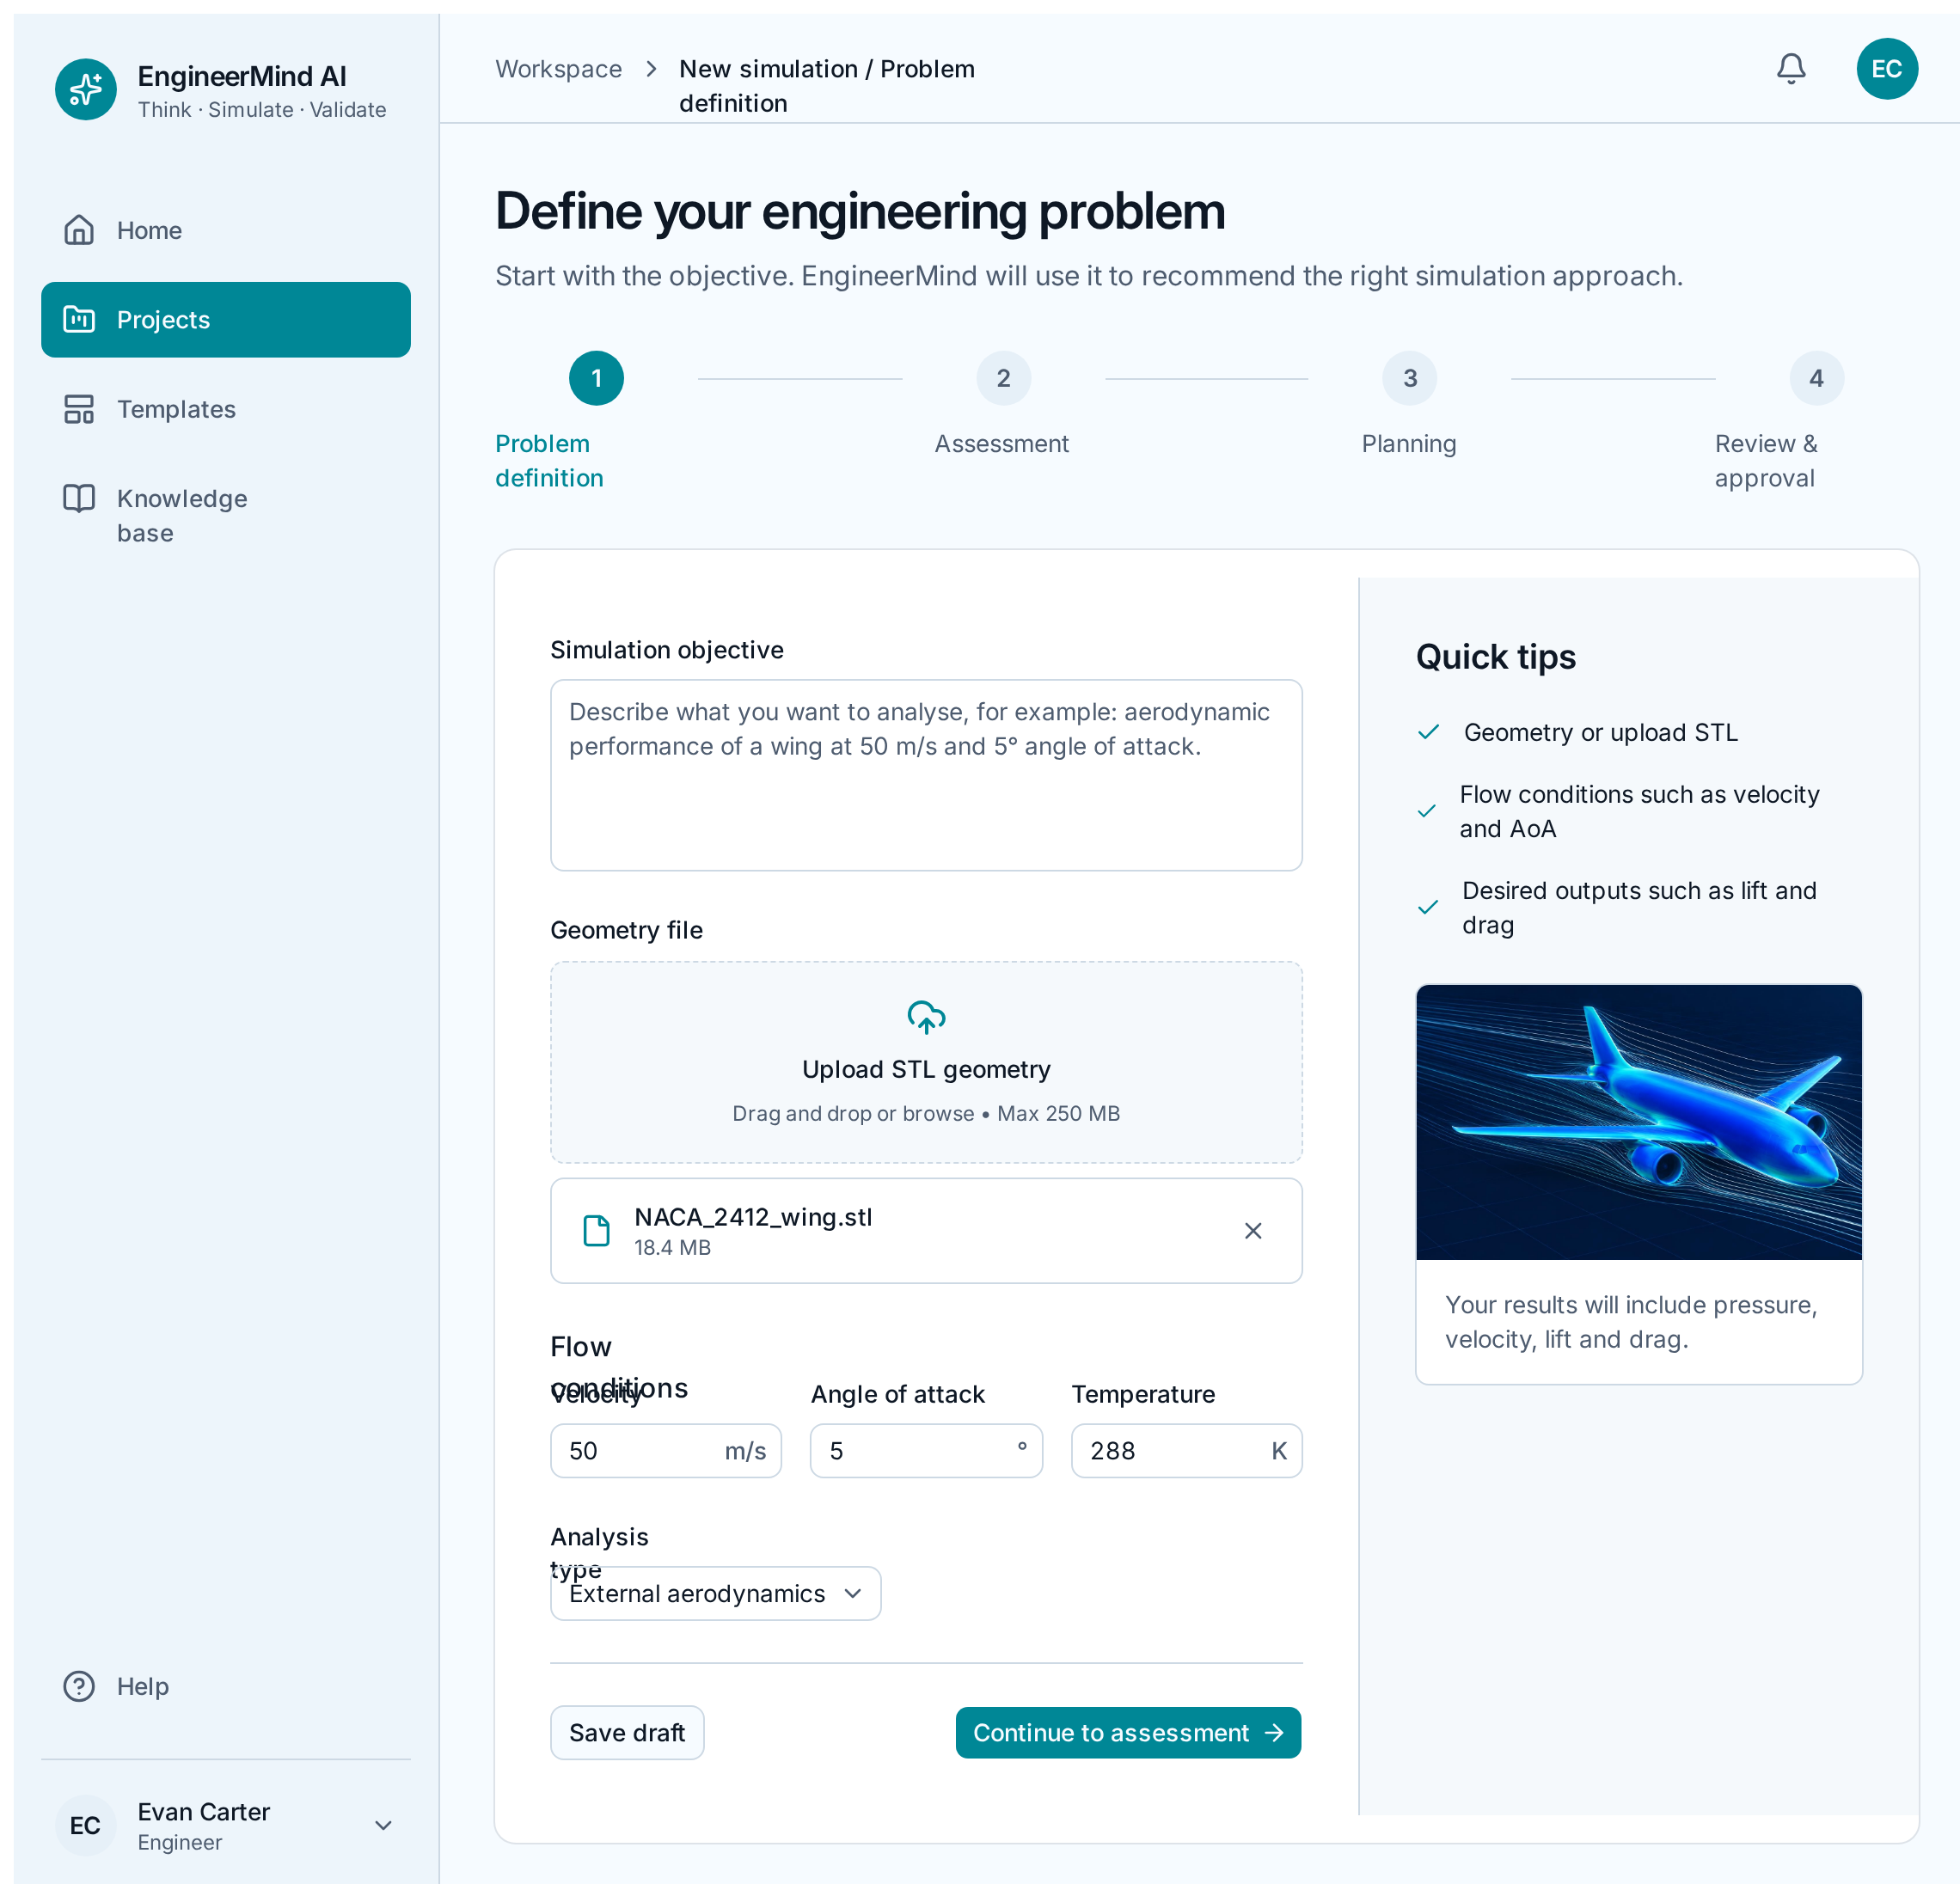 EngineerMind AI
Think · Simulate · Validate
Home
Projects
Templates
Knowledge
base
Help
EC
Evan Carter
Engineer
Workspace
New simulation / Problem
definition
EC
Define your engineering problem
Start with the objective. EngineerMind will use it to recommend the right simulation approach.
1
2
3
4
Problem
definition
Assessment
Planning
Review &
approval
Simulation objective
Describe what you want to analyse, for example: aerodynamic
performance of a wing at 50 m/s and 5° angle of attack.
Geometry file
Upload STL geometry
Drag and drop or browse • Max 250 MB
NACA_2412_wing.stl
18.4 MB
Flow
conditions
Velocity
Angle of attack
Temperature
50 m/s
5 °
288 K
Analysis
type
External aerodynamics
Save draft
Continue to assessment
Quick tips
Geometry or upload STL
Flow conditions such as velocity
and AoA
Desired outputs such as lift and
drag
Your results will include pressure,
velocity, lift and drag.